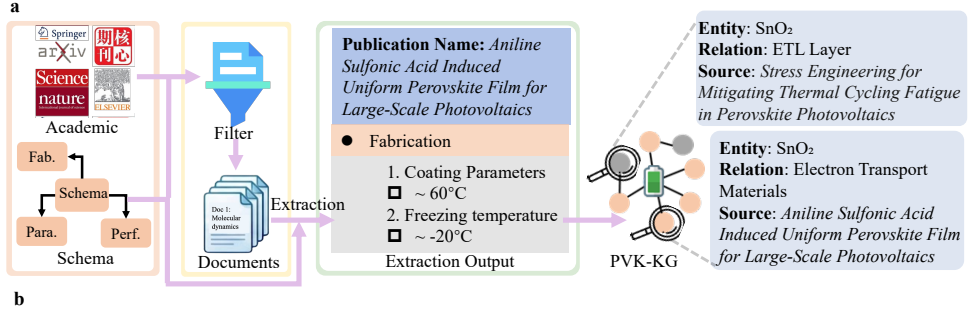 a
Springer
arXiv
期刊
核心
Science
nature
ELSEVIER
Academic
Fab.
Schema
Para.
Perf.
Schema
Filter
Doc 1:
Molecular
dynamics
Documents
Extraction
Publication Name: Aniline
Sulfonic Acid Induced
Uniform Perovskite Film for
Large-Scale Photovoltaics
● Fabrication
1. Coating Parameters
~ 60°C
2. Freezing temperature
~ -20°C
Extraction Output
PVK-KG
Entity: SnO₂
Relation: ETL Layer
Source: Stress Engineering for
Mitigating Thermal Cycling Fatigue
in Perovskite Photovoltaics
Entity: SnO₂
Relation: Electron Transport
Materials
Source: Aniline Sulfonic Acid
Induced Uniform Perovskite Film
for Large-Scale Photovoltaics
b